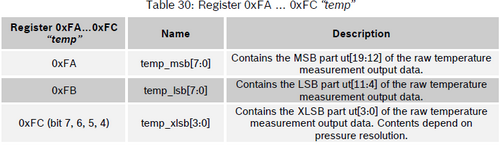 Table 30: Register 0xFA … 0xFC “temp”
Register 0xFA…0xFC
“temp”
Name
Description
0xFA
temp_msb[7:0]
Contains the MSB part ut[19:12] of the raw temperature
measurement output data.
0xFB
temp_lsb[7:0]
Contains the LSB part ut[11:4] of the raw temperature
measurement output data.
0xFC (bit 7, 6, 5, 4)
temp_xlsb[3:0]
Contains the XLSB part ut[3:0] of the raw temperature
measurement output data. Contents depend on
pressure resolution.